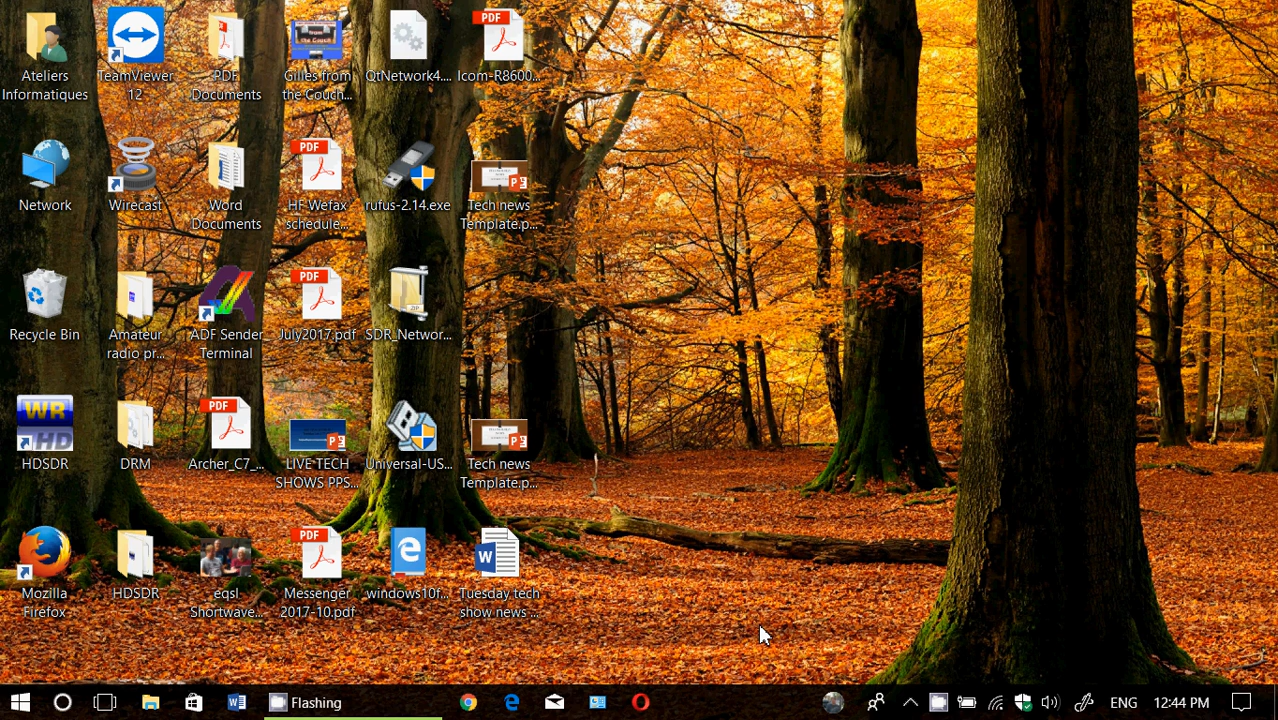 Ateliers
Informatiques
TeamViewer
12
PDF
Documents
Gilles from
the Couch...
QtNetwork4....
Icom-R8600...
Network
Wirecast
Word
Documents
HF Wefax
schedule...
rufus-2.14.exe
Tech news
Template.p...
Recycle Bin
Amateur
radio pr...
ADF Sender
Terminal
July2017.pdf
SDR_Networ...
HDSDR
DRM
Archer_C7_...
LIVE TECH
SHOWS PPS...
Universal-US...
Tech news
Template.p...
Mozilla
Firefox
HDSDR
eqsl
Shortwave...
Messenger
2017-10.pdf
windows10f...
Tuesday tech
show news ...
Flashing
ENG
12:44 PM